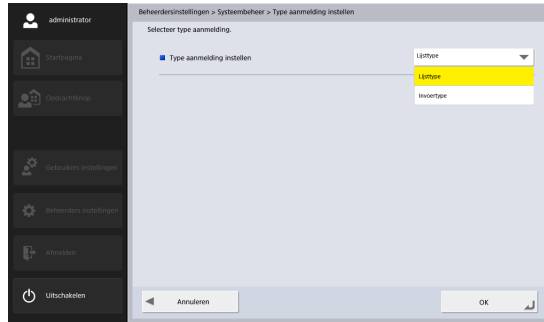 administrator
Startpagina
Opdrachtknop
Gebruikers instellingen
Beheerders instellingen
Afmelden
Uitschakelen
Beheerdersinstellingen > Systeembeheer > Type aanmelding instellen
Selecteer type aanmelding.
Type aanmelding instellen
Lijsttype
Lijsttype
Invoertype
Annuleren
OK